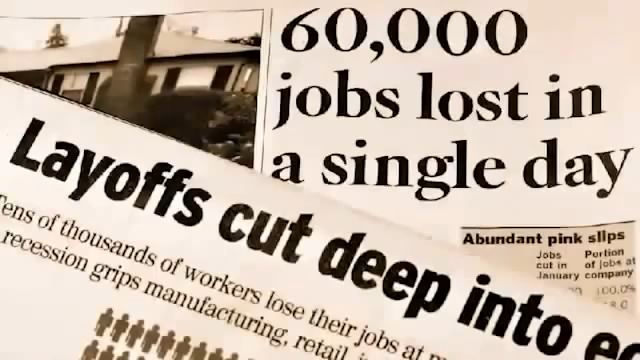 60,000
jobs lost in
a single day
Layoffs cut deep into
Tens of thousands of workers lose their jobs at
recession grips manufacturing, retail,
Abundant pink slips
Jobs Portion
cut in of jobs at
January company
100.0%